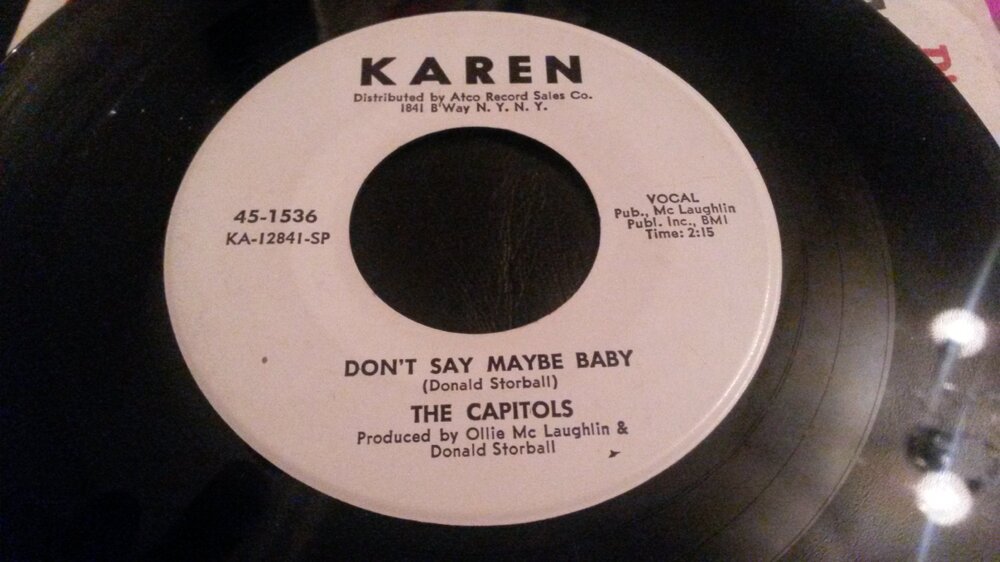 KAREN
Distributed by Atco Record Sales Co.
1841 B'Way N. Y. N. Y.
45-1536
KA-12841-SP
VOCAL
Pub., Mc Laughlin
Publ. Inc., BMI
Time: 2:15
DON'T SAY MAYBE BABY
(Donald Storball)
THE CAPITOLS
Produced by Ollie Mc Laughlin &
Donald Storball